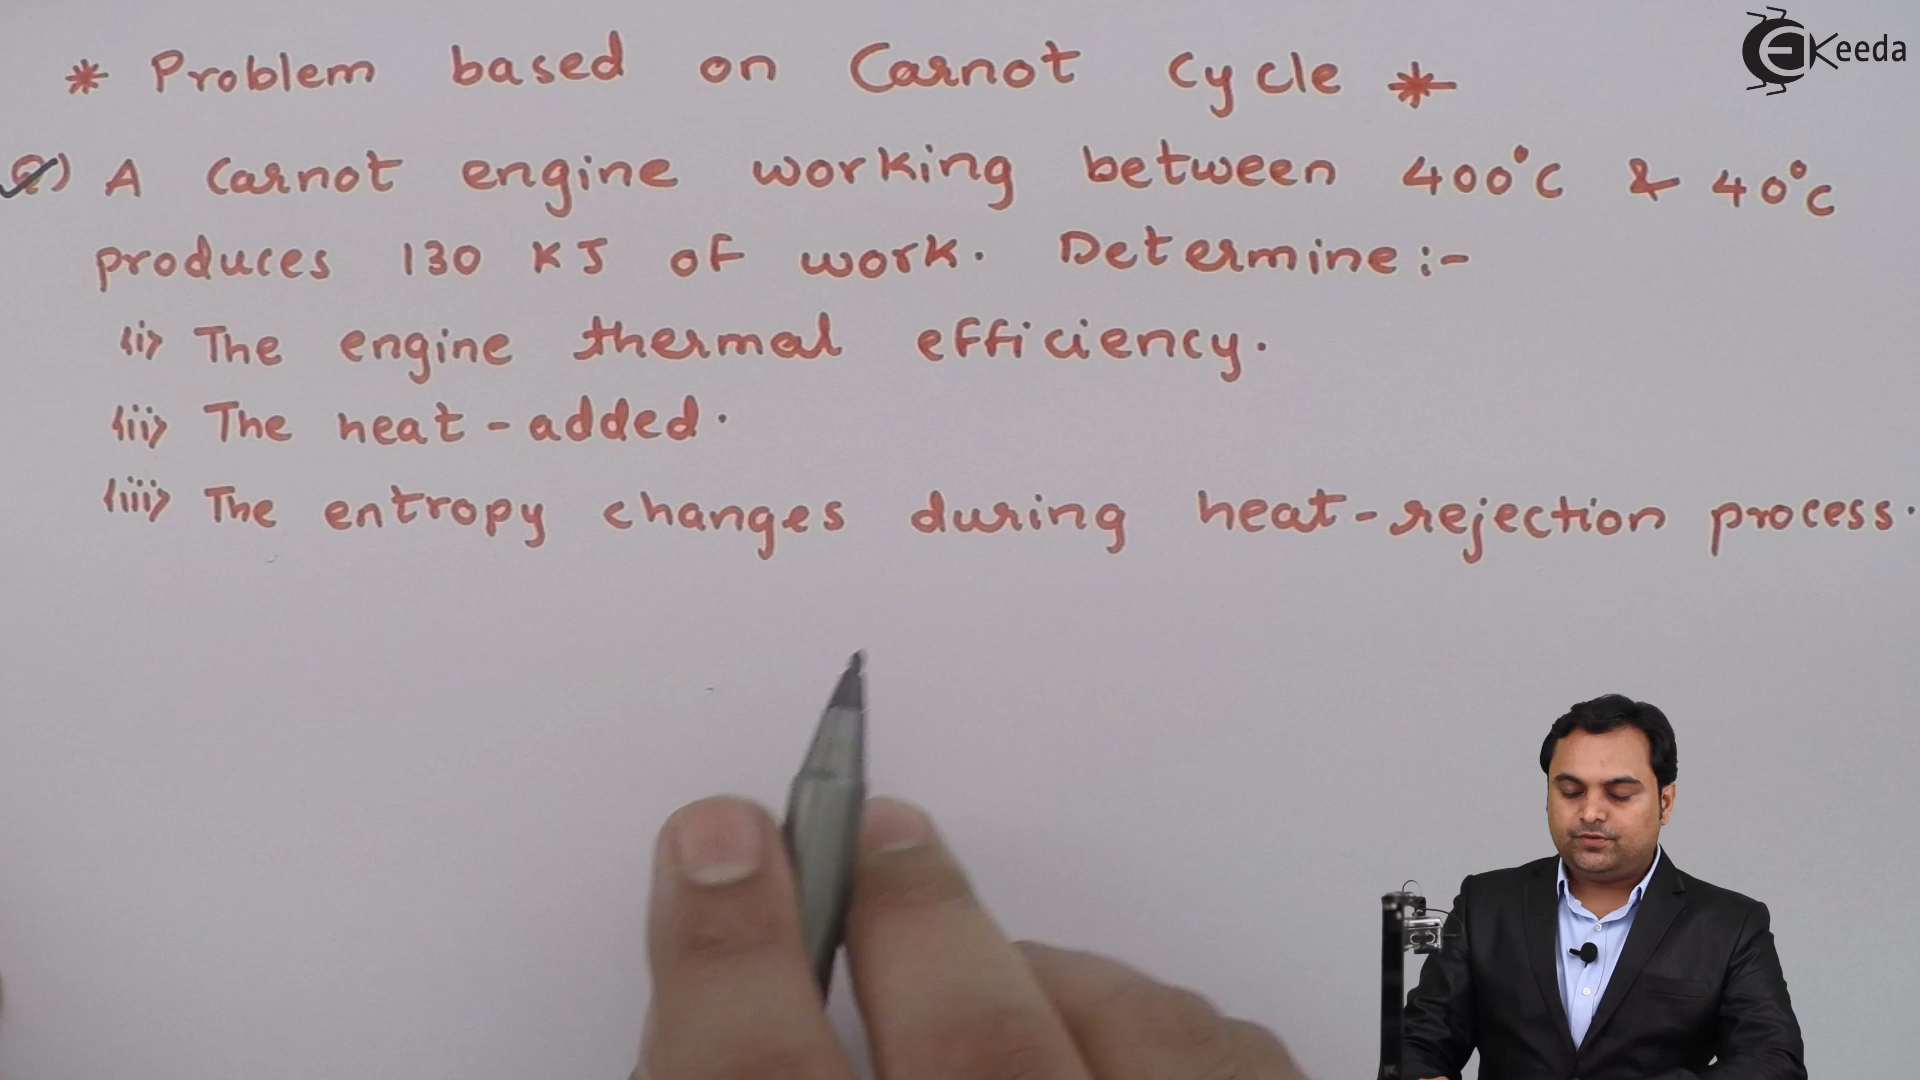 EKeeda
* Problem based on Carnot Cycle *
Q) A Carnot engine working between 400°C & 40°C
produces 130 KJ of work. Determine:-
(i) The engine thermal efficiency.
(ii) The heat-added.
(iii) The entropy changes during heat-rejection process.